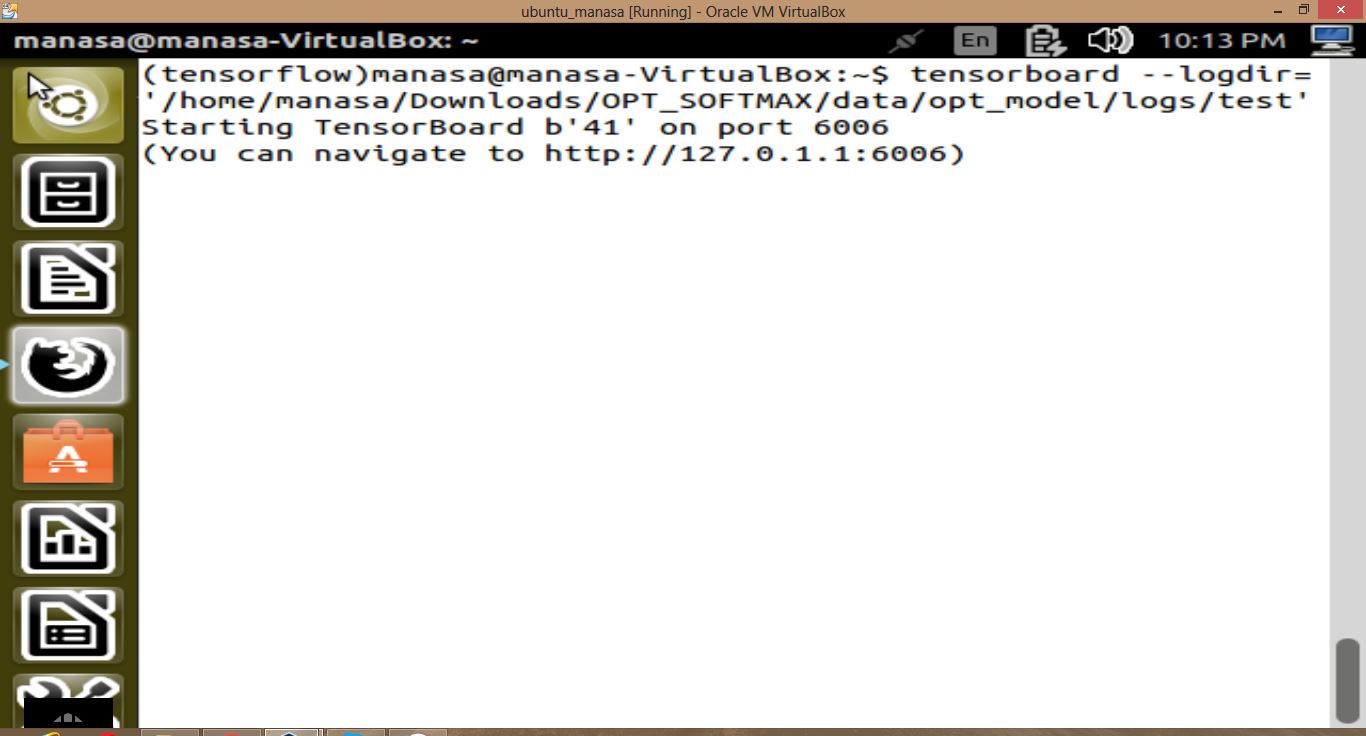 ubuntu_manasa [Running] - Oracle VM VirtualBox
manasa@manasa-VirtualBox: ~
En
10:13 PM
(tensorflow)manasa@manasa-VirtualBox:~$ tensorboard --logdir=
'/home/manasa/Downloads/OPT_SOFTMAX/data/opt_model/logs/test'
Starting TensorBoard b'41' on port 6006
(You can navigate to http://127.0.1.1:6006)